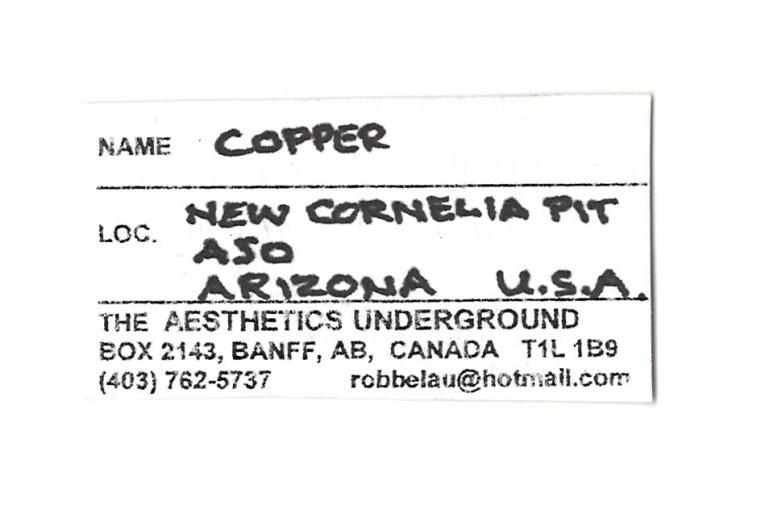 NAME COPPER
LOC. NEW CORNELIA PIT
ASO
ARIZONA U.S.A.
THE AESTHETICS UNDERGROUND
BOX 2143, BANFF, AB, CANADA T1L 1B9
(403) 762-5737 robbelau@hotmail.com